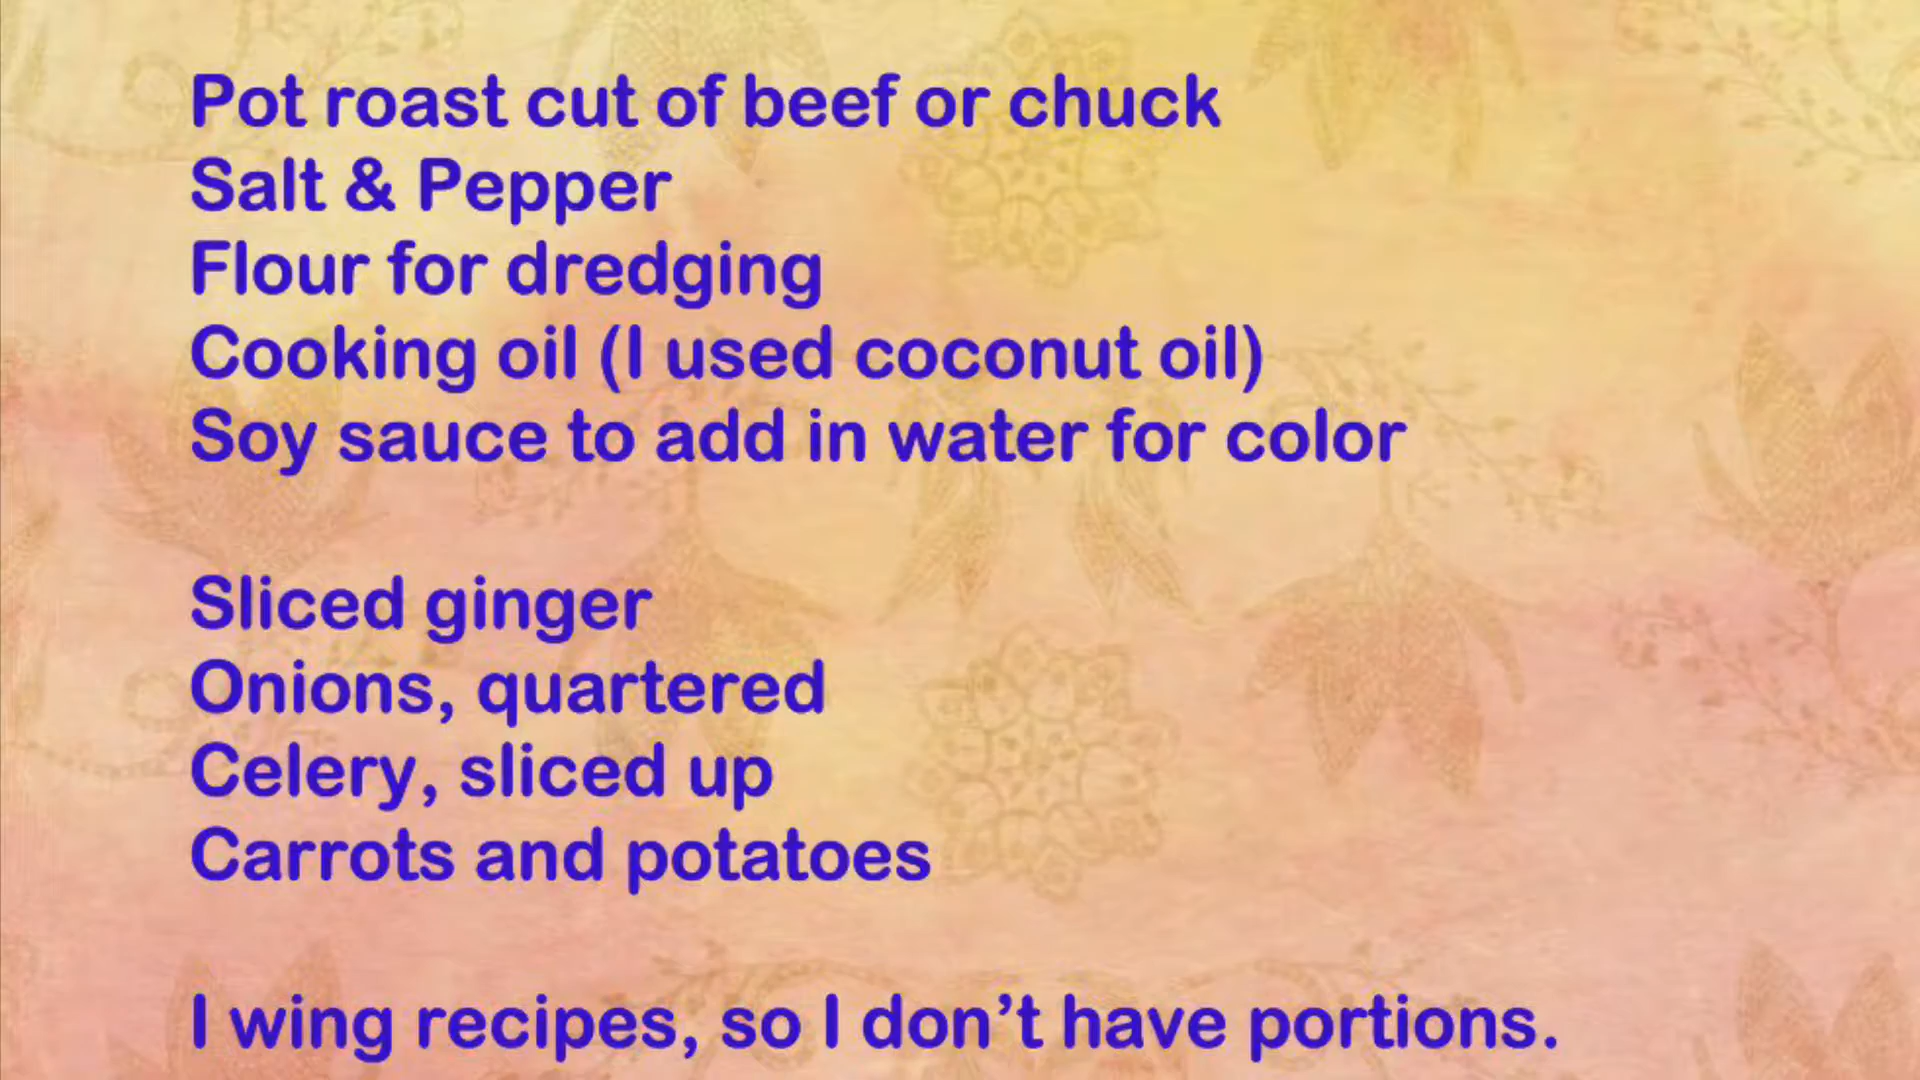 Pot roast cut of beef or chuck
Salt & Pepper
Flour for dredging
Cooking oil (I used coconut oil)
Soy sauce to add in water for color
Sliced ginger
Onions, quartered
Celery, sliced up
Carrots and potatoes
I wing recipes, so I don’t have portions.